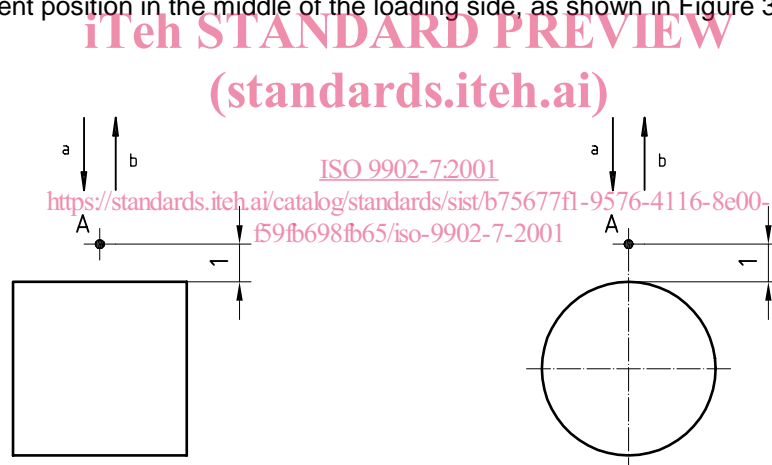 ent position in the middle of the loading side, as shown in Figure 3
iTeh STANDARD PREVIEW
(standards.iteh.ai)
a b a b
ISO 9902-7:2001
https://standards.iteh.ai/catalog/standards/sist/b75677f1-9576-4116-8e00-
f59fb698fb65/iso-9902-7-2001
A A
1 1